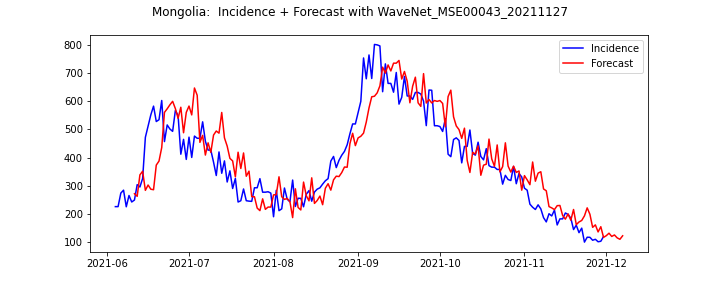 Mongolia:  Incidence + Forecast with WaveNet_MSE00043_20211127
Incidence
Forecast
800
700
600
500
400
300
200
100
2021-06 2021-07 2021-08 2021-09 2021-10 2021-11 2021-12